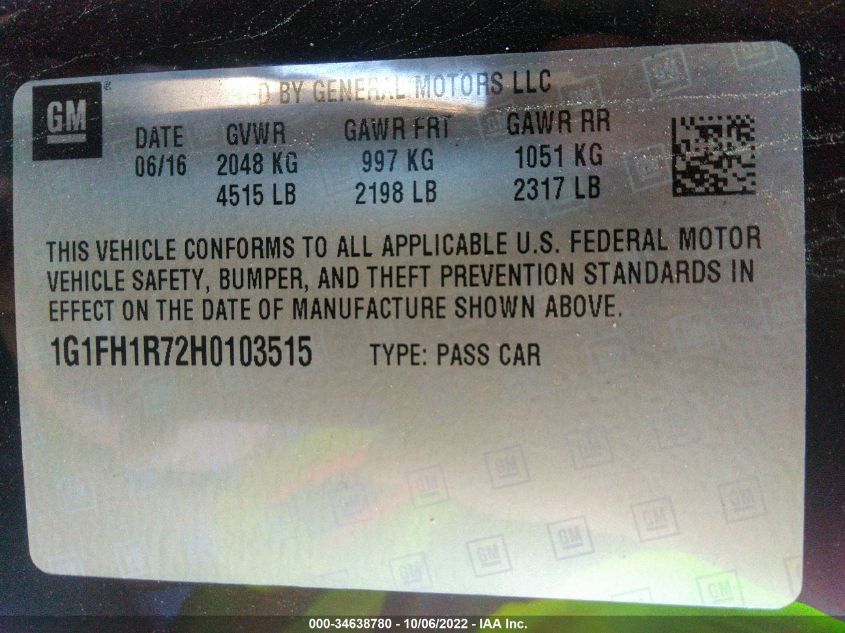 D BY GENERAL MOTORS LLC
GM
DATE GVWR GAWR FRT GAWR RR
06/16 2048 KG 997 KG 1051 KG
4515 LB 2198 LB 2317 LB
THIS VEHICLE CONFORMS TO ALL APPLICABLE U.S. FEDERAL MOTOR
VEHICLE SAFETY, BUMPER, AND THEFT PREVENTION STANDARDS IN
EFFECT ON THE DATE OF MANUFACTURE SHOWN ABOVE.
1G1FH1R72H0103515 TYPE: PASS CAR
000-34638780 - 10/06/2022 - IAA Inc.